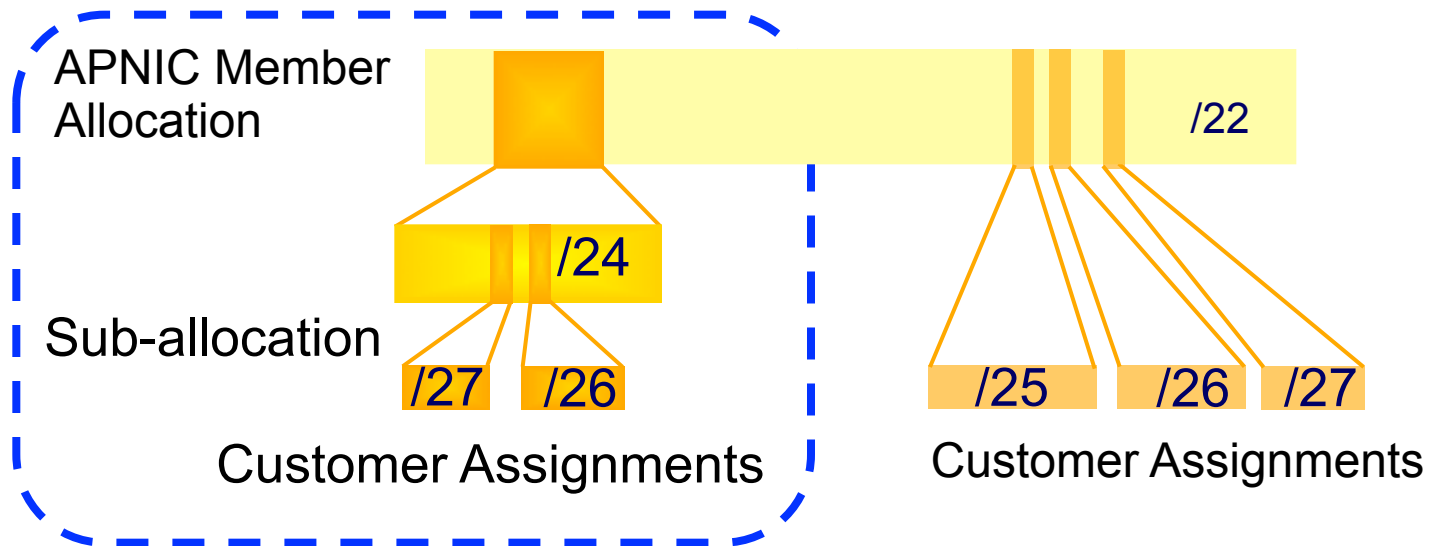 APNIC Member
Allocation
/22
/24
Sub-allocation
/27
/26
/25
/26
/27
Customer Assignments
Customer Assignments